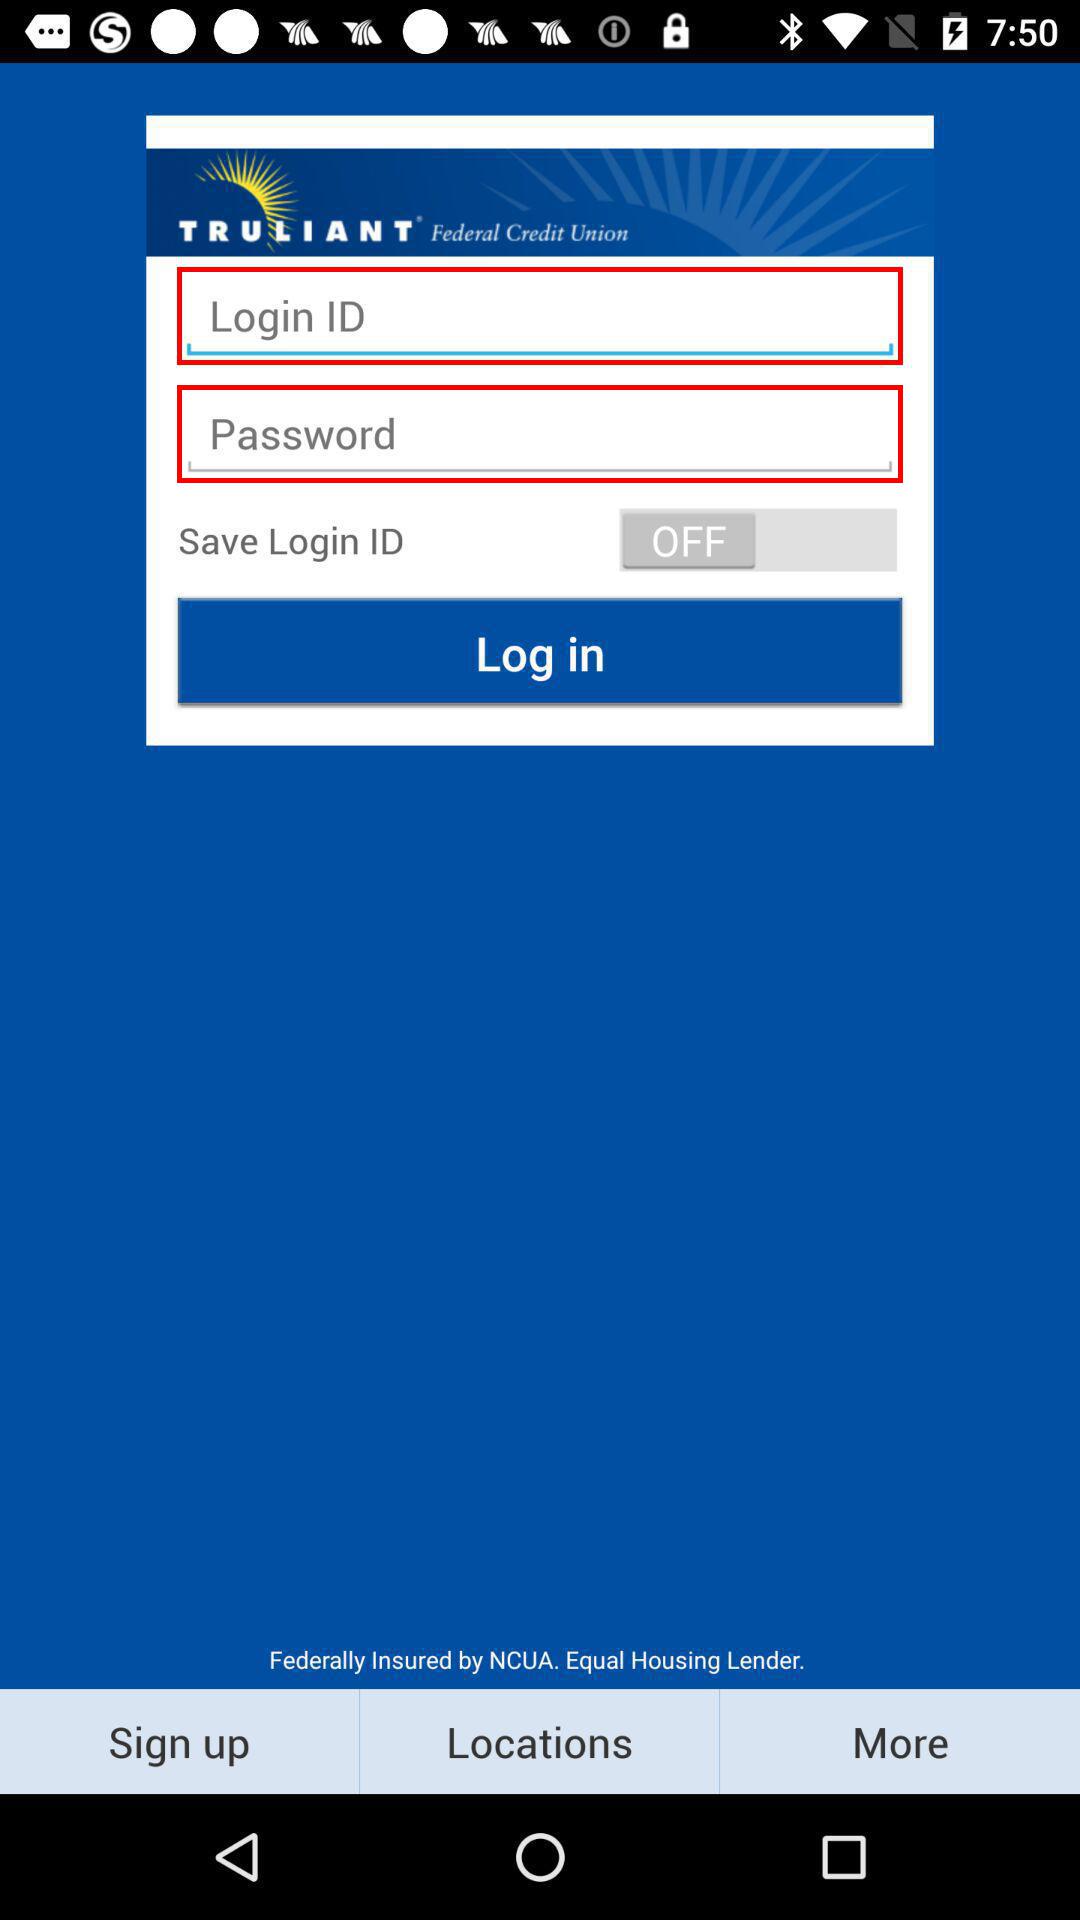 7:50
TRULIANT® Federal Credit Union
Login ID
Password
Save Login ID OFF
Log in
Federally Insured by NCUA. Equal Housing Lender.
Sign up Locations More